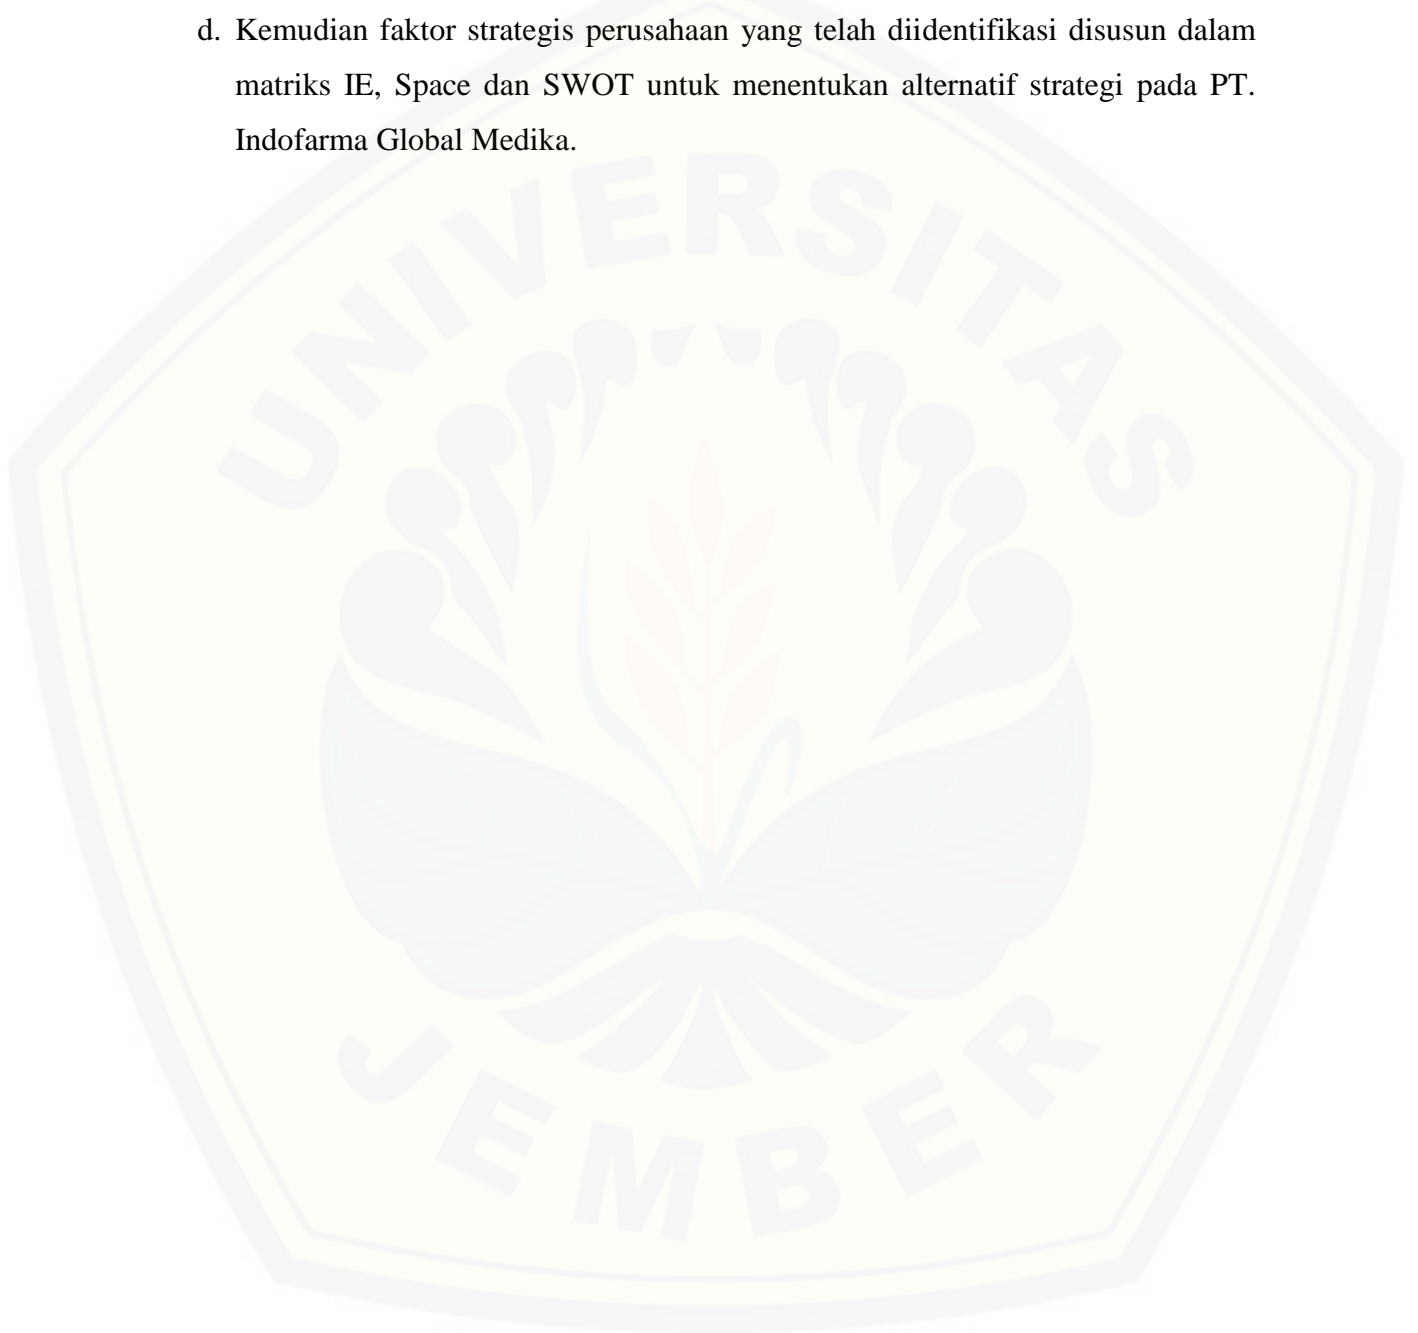 d. Kemudian faktor strategis perusahaan yang telah diidentifikasi disusun dalam
matriks IE, Space dan SWOT untuk menentukan alternatif strategi pada PT.
Indofarma Global Medika.
UNIVERSITAS
JEMBER